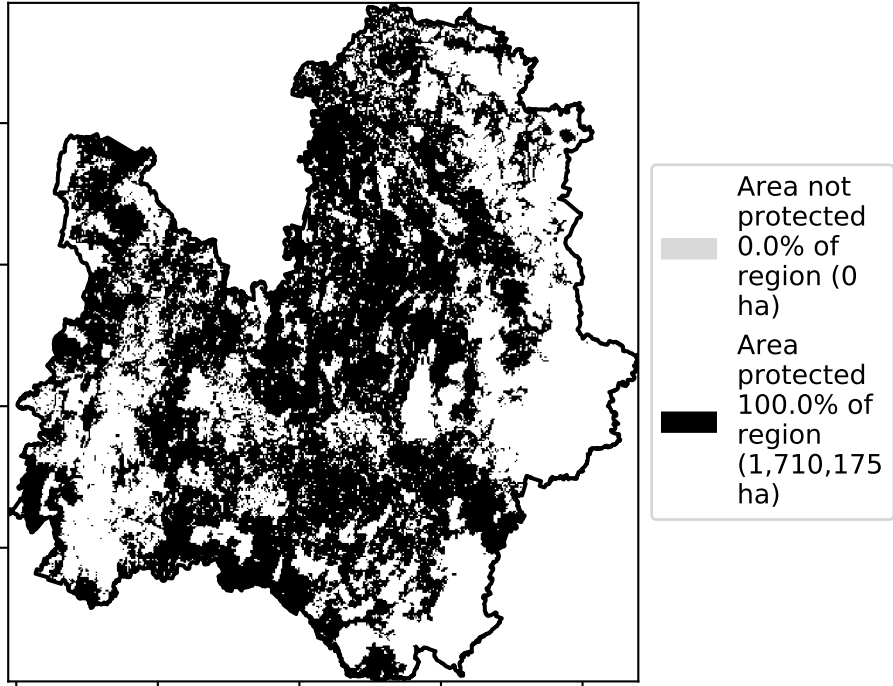 Area not
protected
0.0% of
region (0
ha)
Area
protected
100.0% of
region
(1,710,175
ha)